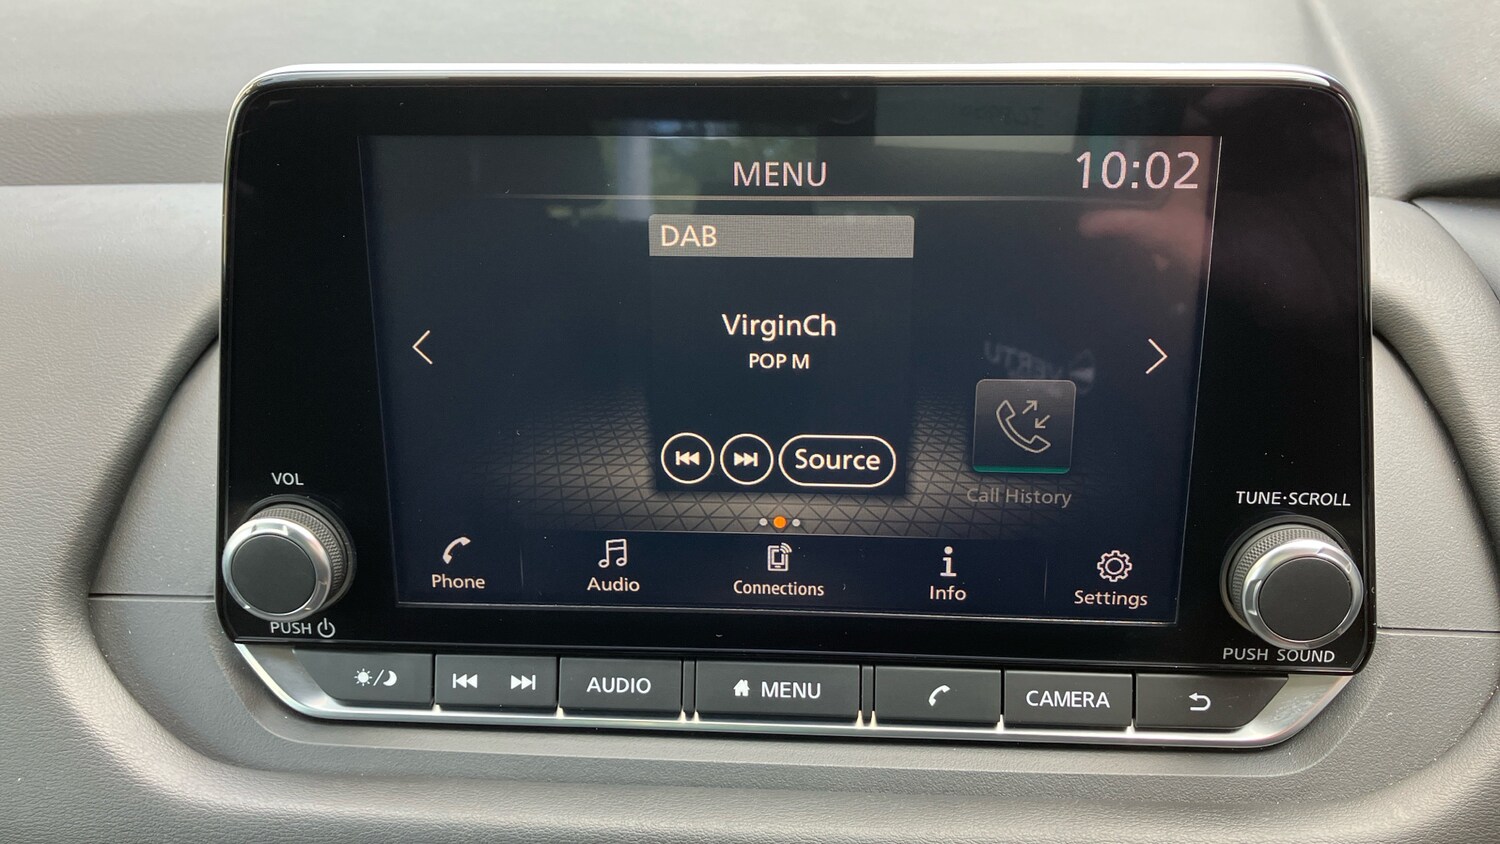 MENU
10:02
DAB
VirginCh
POP M
Source
Call History
Phone
Audio
Connections
Info
Settings
VOL
PUSH
TUNE·SCROLL
PUSH SOUND
AUDIO
MENU
CAMERA
VERTU